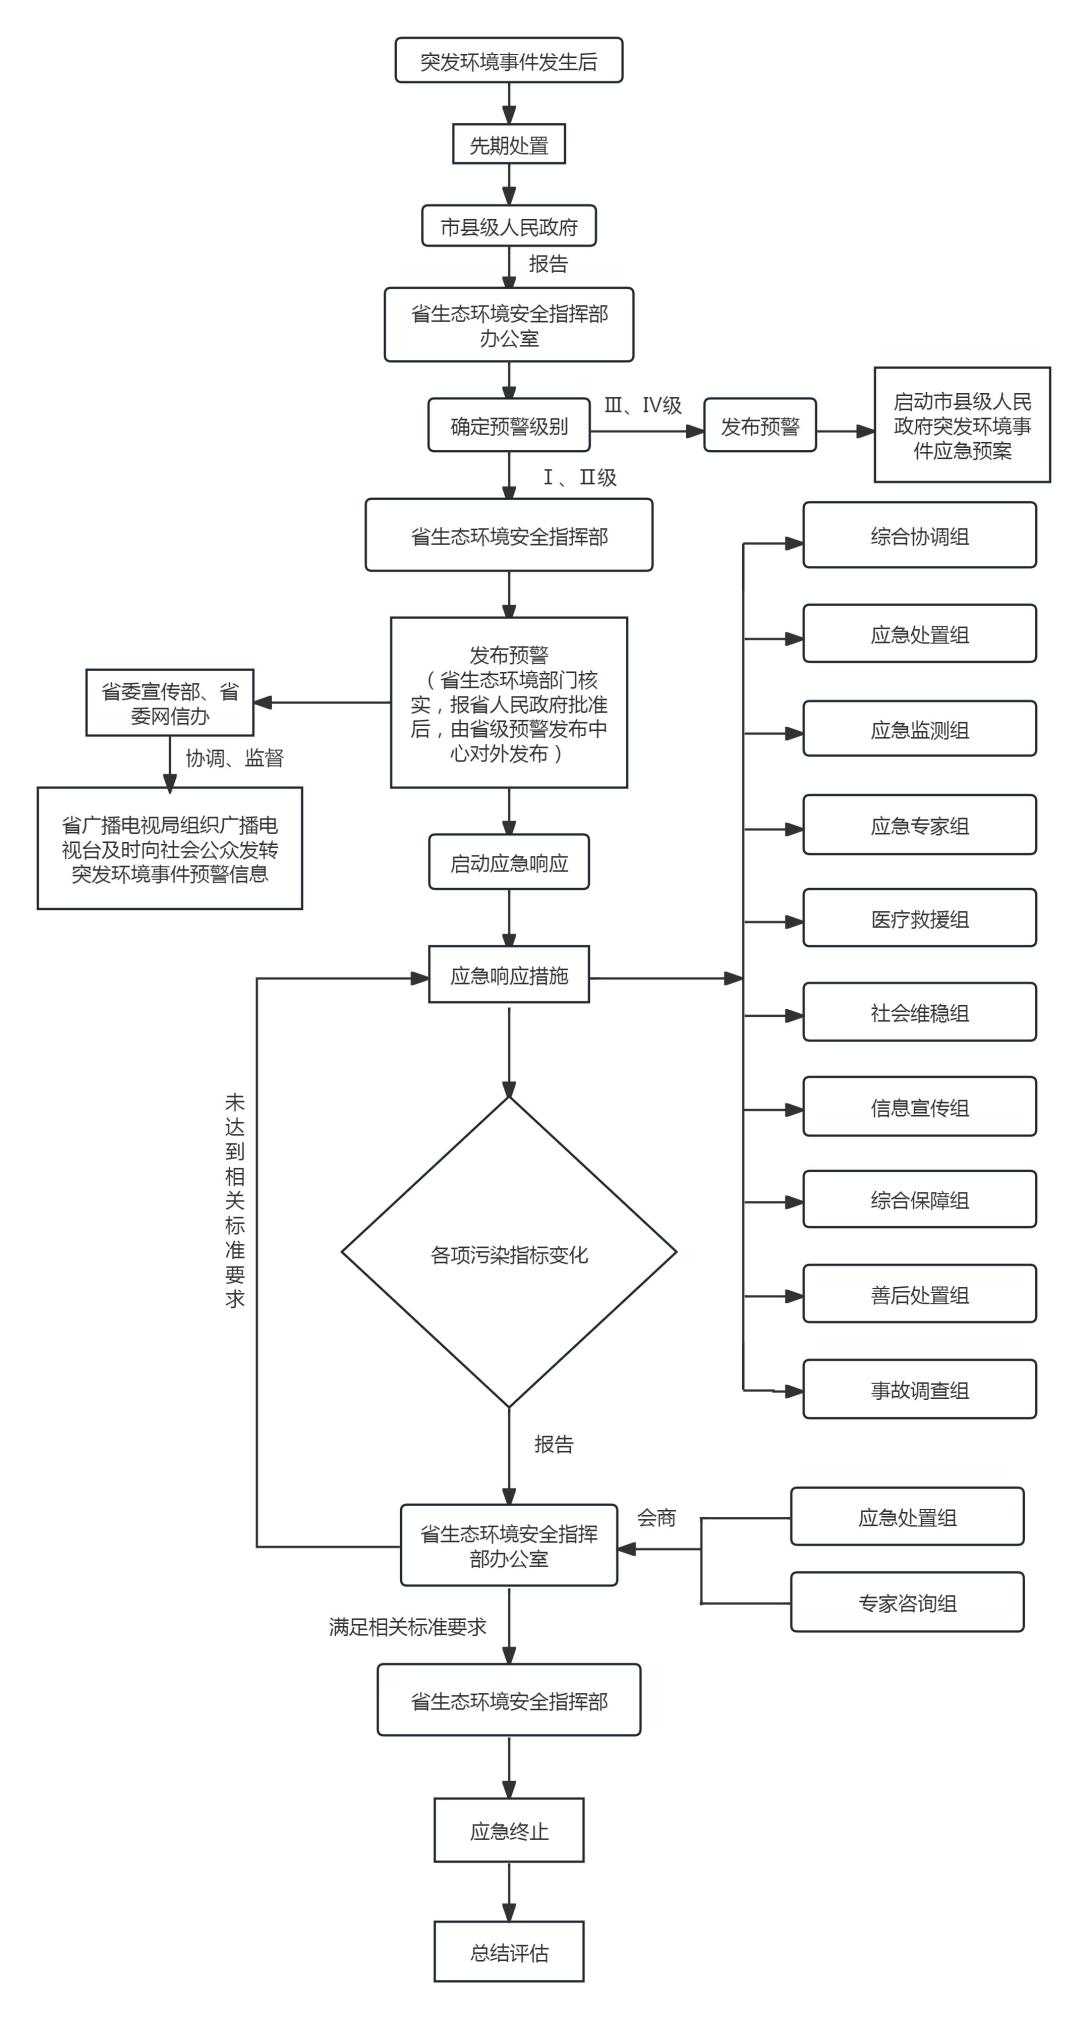 突发环境事件发生后
先期处置
市县级人民政府
报告
省生态环境安全指挥部
办公室
确定预警级别
Ⅲ、Ⅳ级
发布预警
启动市县级人民
政府突发环境事
件应急预案
Ⅰ、Ⅱ级
省生态环境安全指挥部
发布预警
（省生态环境部门核
实，报省人民政府批准
后，由省级预警发布中
心对外发布）
省委宣传部、省
委网信办
协调、监督
省广播电视局组织广播电
视台及时向社会公众发转
突发环境事件预警信息
启动应急响应
应急响应措施
综合协调组
应急处置组
应急监测组
应急专家组
医疗救援组
社会维稳组
信息宣传组
综合保障组
善后处置组
事故调查组
未达到相关标准要求
各项污染指标变化
报告
省生态环境安全指挥
部办公室
会商
应急处置组
专家咨询组
满足相关标准要求
省生态环境安全指挥部
应急终止
总结评估